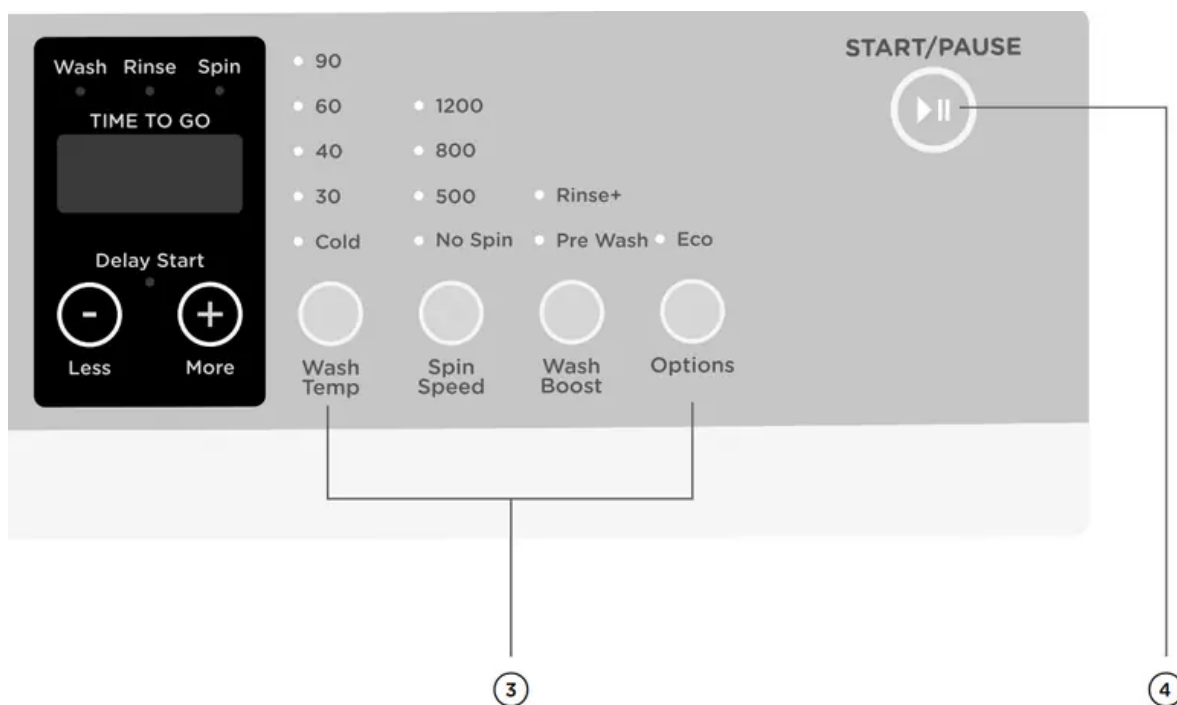 START/PAUSE
Wash Rinse Spin
TIME TO GO
Delay Start
- +
Less More
90
60
40
30
Cold
1200
800
500
No Spin
Rinse+
Pre Wash
Eco
Wash
Temp
Spin
Speed
Wash
Boost
Options
3
4